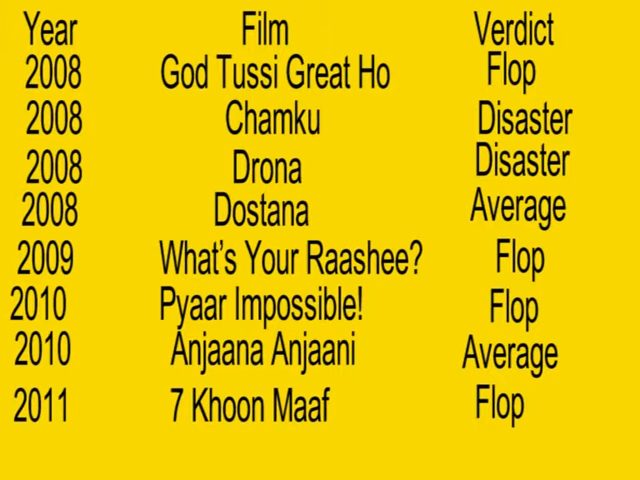 Year Film Verdict
2008 God Tussi Great Ho Flop
2008 Chamku Disaster
2008 Drona Disaster
2008 Dostana Average
2009 What's Your Raashee? Flop
2010 Pyaar Impossible! Flop
2010 Anjaana Anjaani Average
2011 7 Khoon Maaf Flop